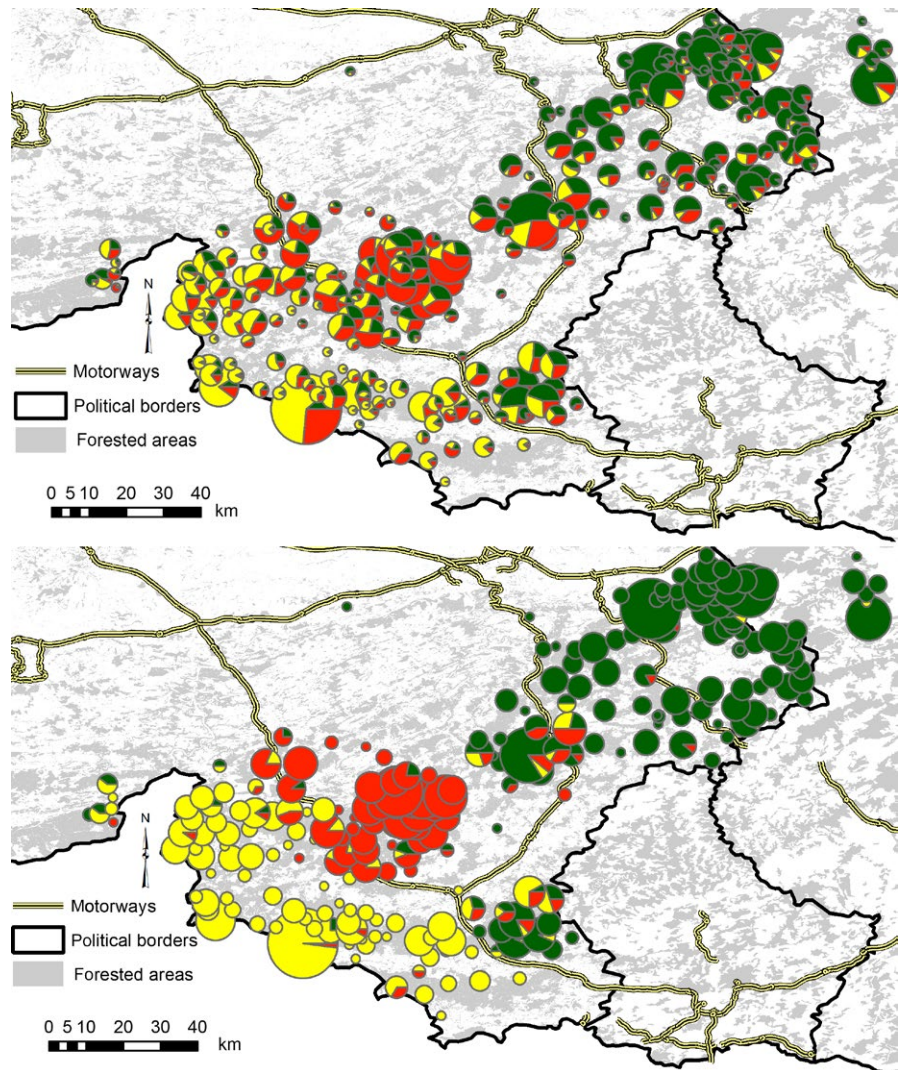 N
Motorways
Political borders
Forested areas
0 5 10 20 30 40
km
N
Motorways
Political borders
Forested areas
0 5 10 20 30 40
km